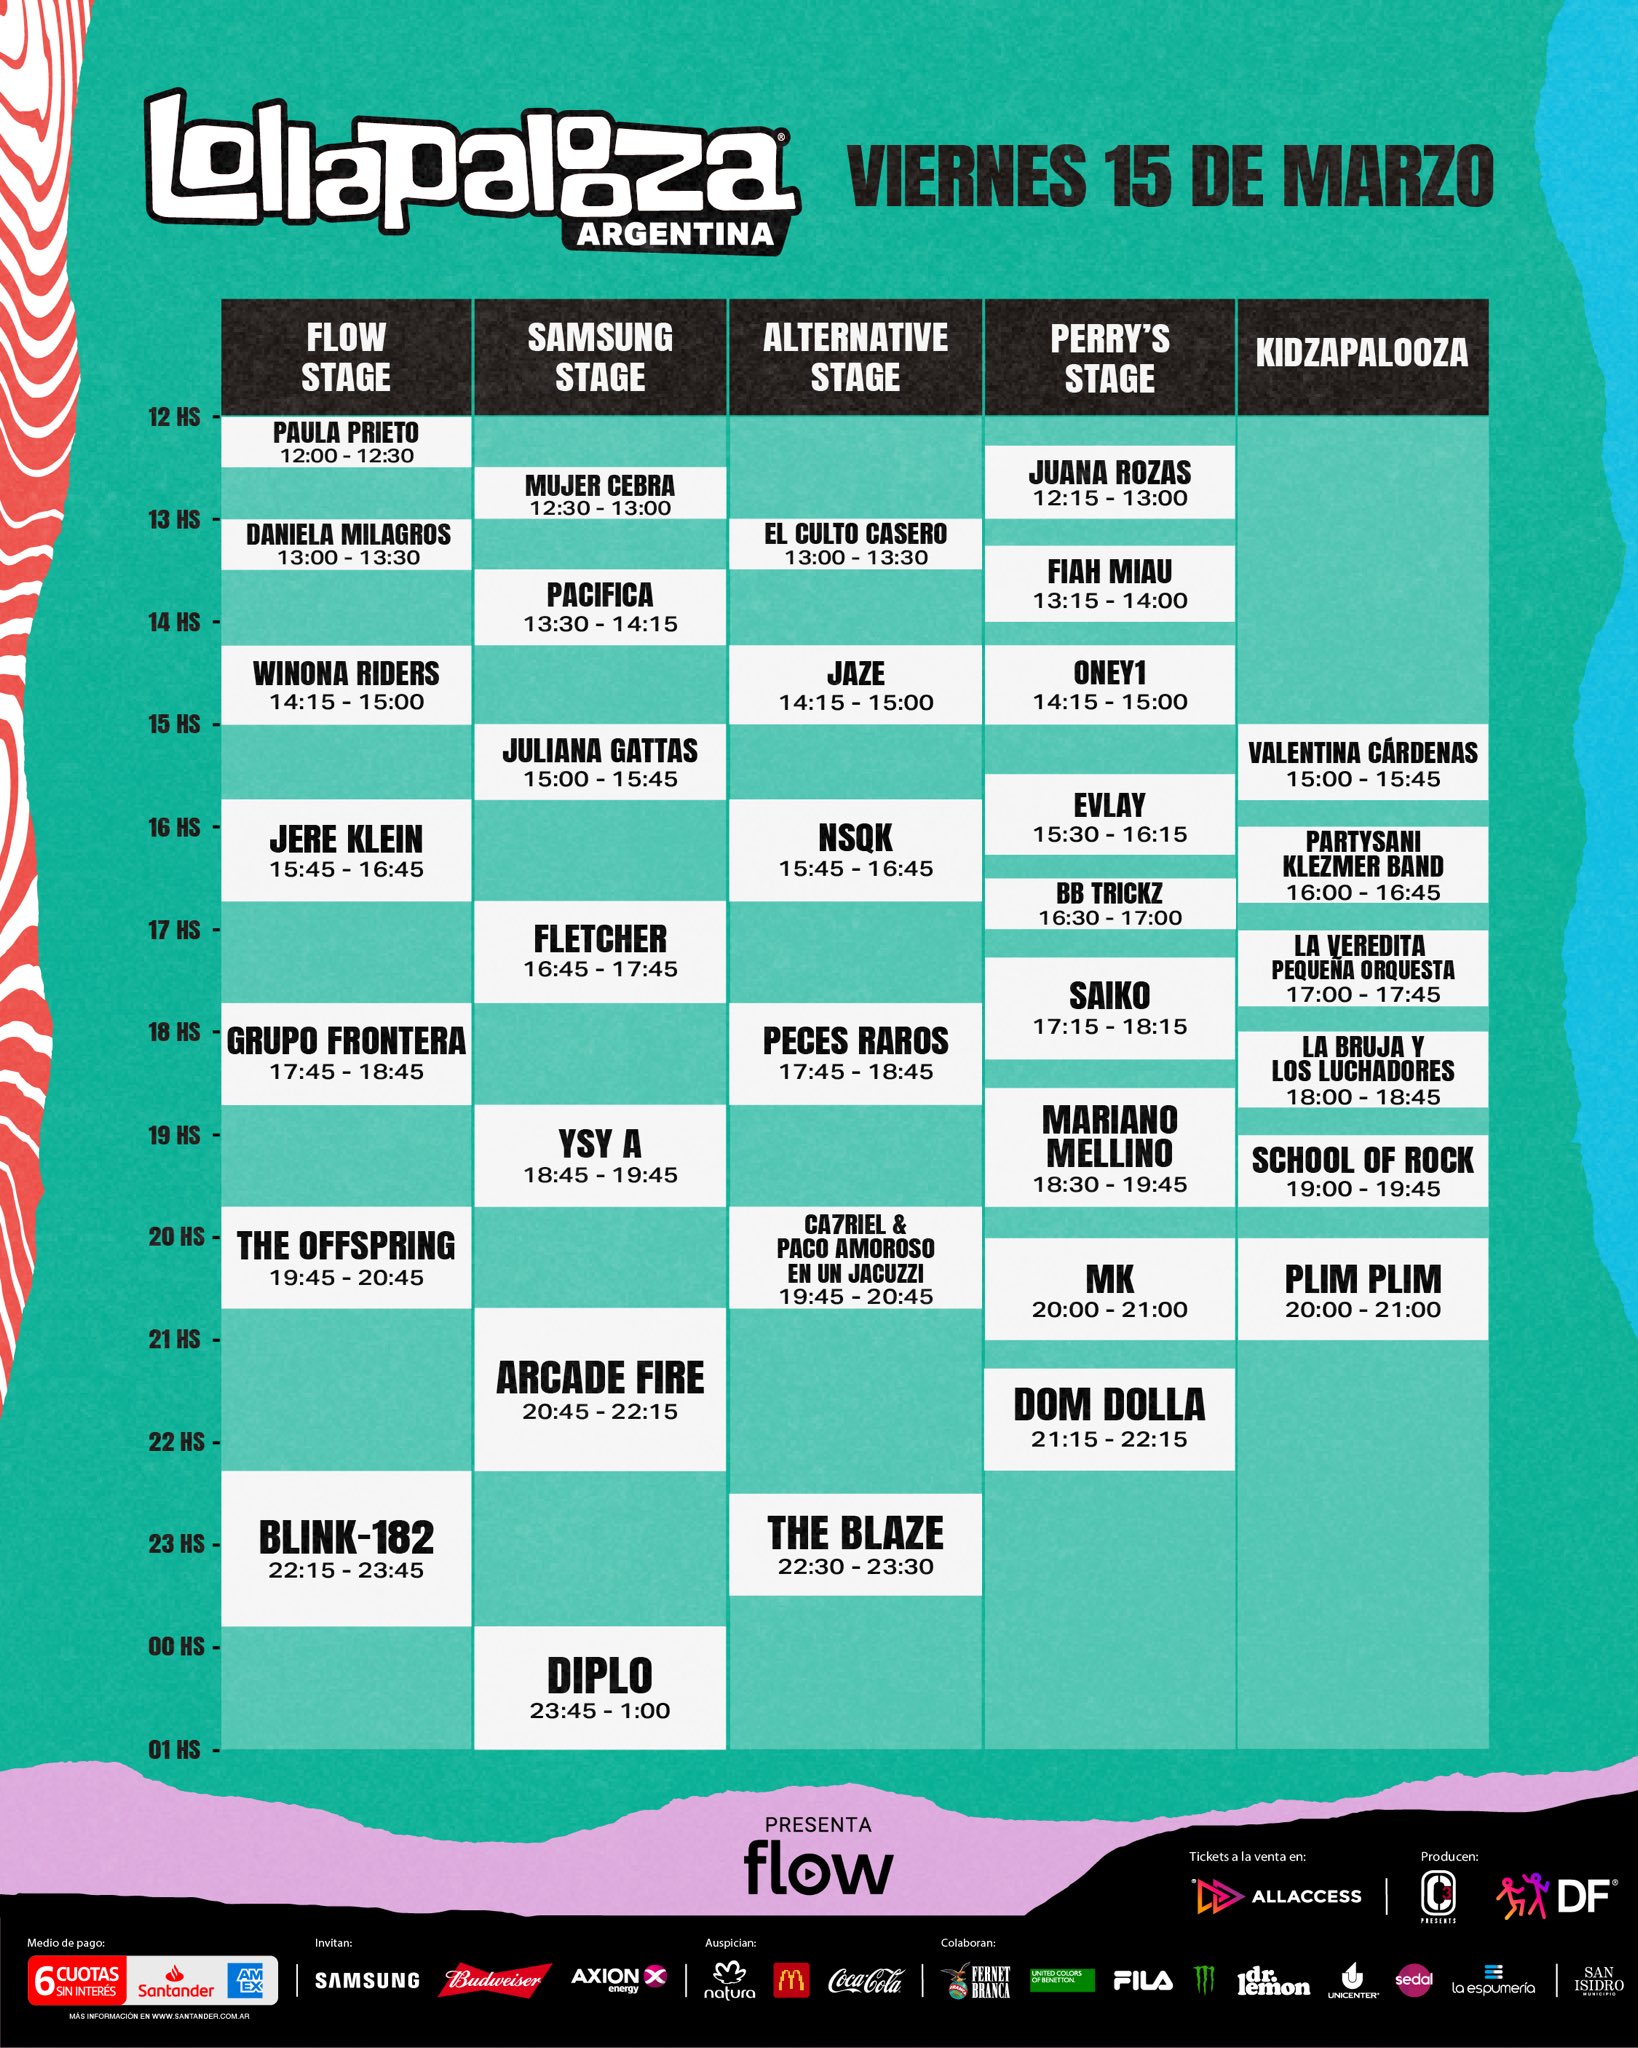 Lollapalooza®
ARGENTINA
VIERNES 15 DE MARZO
FLOW
STAGE
SAMSUNG
STAGE
ALTERNATIVE
STAGE
PERRY'S
STAGE
KIDZAPALOOZA
12 HS -
13 HS -
14 HS -
15 HS -
16 HS -
17 HS -
18 HS -
19 HS -
20 HS -
21 HS -
22 HS -
23 HS -
00 HS -
01 HS -
PAULA PRIETO
12:00 - 12:30
DANIELA MILAGROS
13:00 - 13:30
WINONA RIDERS
14:15 - 15:00
JERE KLEIN
15:45 - 16:45
GRUPO FRONTERA
17:45 - 18:45
THE OFFSPRING
19:45 - 20:45
BLINK-182
22:15 - 23:45
MUJER CEBRA
12:30 - 13:00
PACIFICA
13:30 - 14:15
JULIANA GATTAS
15:00 - 15:45
FLETCHER
16:45 - 17:45
YSY A
18:45 - 19:45
ARCADE FIRE
20:45 - 22:15
DIPLO
23:45 - 1:00
EL CULTO CASERO
13:00 - 13:30
JAZE
14:15 - 15:00
NSQK
15:45 - 16:45
PECES RAROS
17:45 - 18:45
CA7RIEL &
PACO AMOROSO
EN UN JACUZZI
19:45 - 20:45
THE BLAZE
22:30 - 23:30
JUANA ROZAS
12:15 - 13:00
FIAH MIAU
13:15 - 14:00
ONEY1
14:15 - 15:00
EVLAY
15:30 - 16:15
BB TRICKZ
16:30 - 17:00
SAIKO
17:15 - 18:15
MARIANO
MELLINO
18:30 - 19:45
MK
20:00 - 21:00
DOM DOLLA
21:15 - 22:15
VALENTINA CÁRDENAS
15:00 - 15:45
PARTYSANI
KLEZMER BAND
16:00 - 16:45
LA VEREDITA
PEQUEÑA ORQUESTA
17:00 - 17:45
LA BRUJA Y
LOS LUCHADORES
18:00 - 18:45
SCHOOL OF ROCK
19:00 - 19:45
PLIM PLIM
20:00 - 21:00
PRESENTA
flow
Tickets a la venta en:
ALLACCESS
Producen:
C3
PRESENTS
DF®
Medio de pago:
6 CUOTAS
SIN INTERÉS
Santander
AMEX
MÁS INFORMACIÓN EN WWW.SANTANDER.COM.AR
Invitan:
SAMSUNG
Budweiser
AXION
energy
Auspician:
natura
Coca-Cola
Colaboran:
FERNET
BRANCA
UNITED COLORS
OF BENETTON.
FILA
dr.
lemon
UNICENTER
sedal
la espumería
SAN
ISIDRO
MUNICIPIO